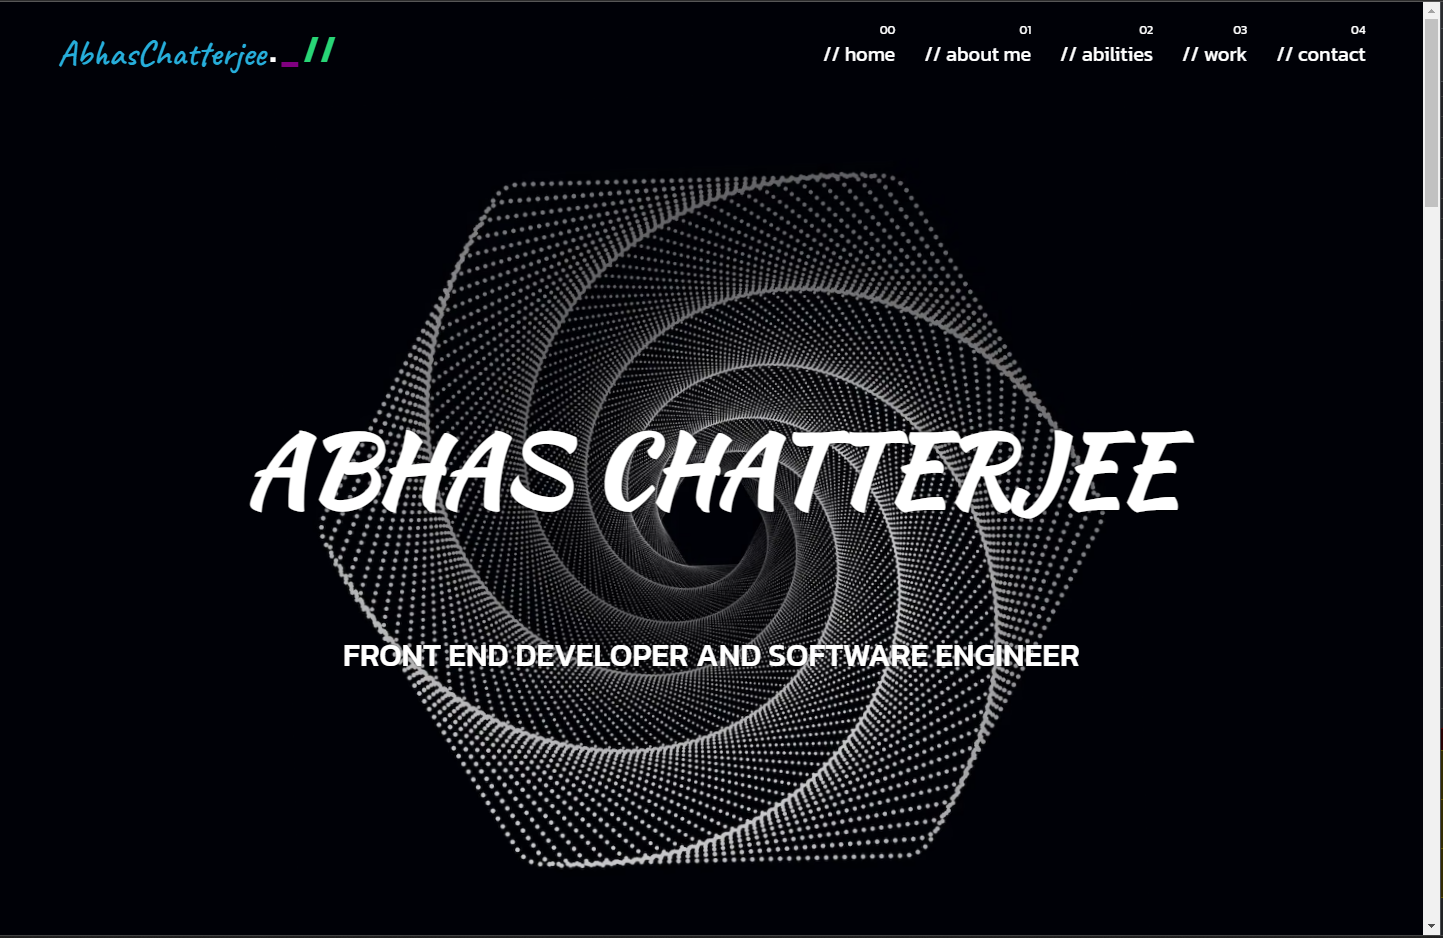 AbhasChatterjee._//
00 01 02 03 04
// home // about me // abilities // work // contact
ABHAS CHATTERJEE
FRONT END DEVELOPER AND SOFTWARE ENGINEER